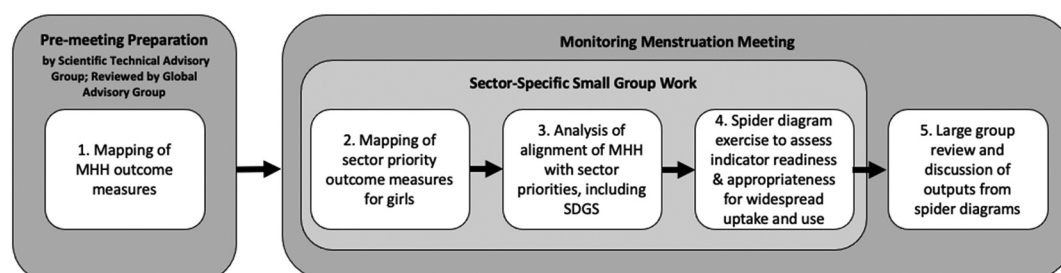 Pre-meeting Preparation
by Scientific Technical Advisory
Group; Reviewed by Global
Advisory Group
1. Mapping of
MHH outcome
measures
Monitoring Menstruation Meeting
Sector-Specific Small Group Work
2. Mapping of
sector priority
outcome measures
for girls
3. Analysis of
alignment of MHH
with sector
priorities, including
SDGS
4. Spider diagram
exercise to assess
indicator readiness
& appropriateness
for widespread
uptake and use
5. Large group
review and
discussion of
outputs from
spider diagrams